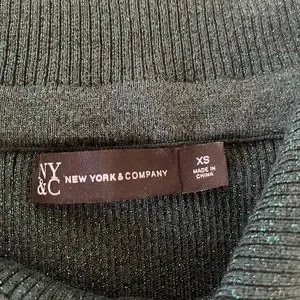 NY
&C
NEW YORK & COMPANY
XS
MADE IN
CHINA